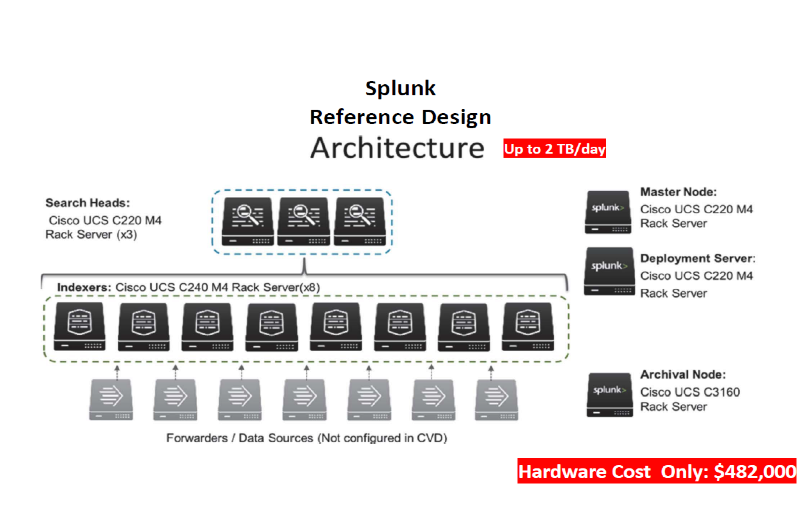 Splunk
Reference Design
Architecture
Up to 2 TB/day
Search Heads:
Cisco UCS C220 M4
Rack Server (x3)
Master Node:
Cisco UCS C220 M4
Rack Server
splunk>
Deployment Server:
Cisco UCS C220 M4
Rack Server
splunk>
Indexers: Cisco UCS C240 M4 Rack Server(x8)
Archival Node:
Cisco UCS C3160
Rack Server
splunk>
Forwarders / Data Sources (Not configured in CVD)
Hardware Cost Only: $482,000